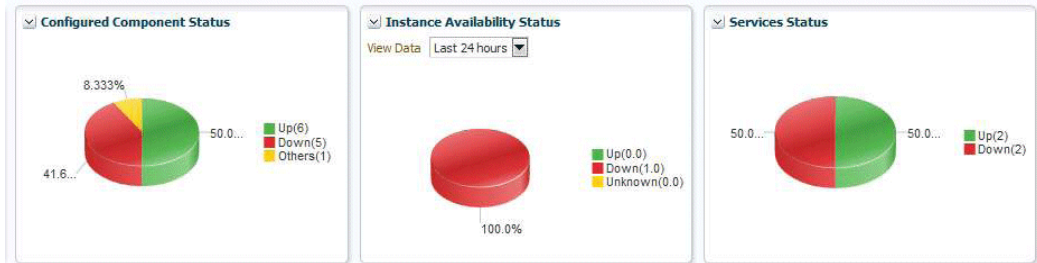 Configured Component Status
8.333%
50.0...
41.6...
Up(6)
Down(5)
Others(1)
Instance Availability Status
View Data Last 24 hours
Up(0.0)
Down(1.0)
Unknown(0.0)
100.0%
Services Status
50.0...
50.0...
Up(2)
Down(2)